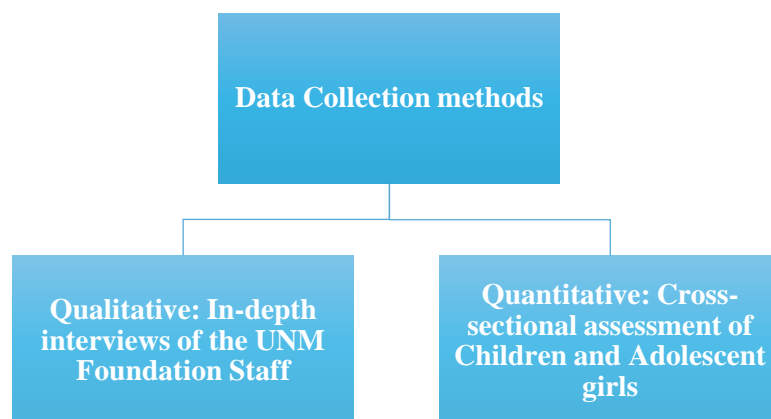 Data Collection methods
Qualitative: In-depth
interviews of the UNM
Foundation Staff
Quantitative: Cross-
sectional assessment of
Children and Adolescent
girls